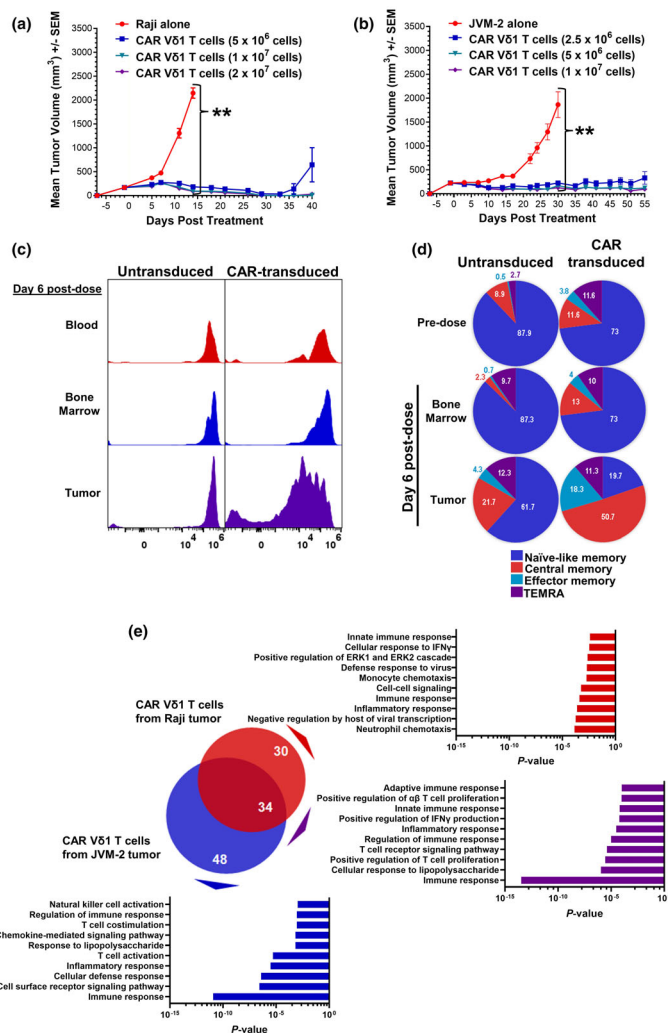 (a)
Raji alone
CAR Vδ1 T cells (5 x 10⁶ cells)
CAR Vδ1 T cells (1 x 10⁷ cells)
CAR Vδ1 T cells (2 x 10⁷ cells)
Mean Tumor Volume (mm³) +/- SEM
3500
3000
2500
2000
1500
1000
500
0
**
-5 0 5 10 15 20 25 30 35 40
Days Post Treatment
(b)
JVM-2 alone
CAR Vδ1 T cells (2.5 x 10⁶ cells)
CAR Vδ1 T cells (5 x 10⁶ cells)
CAR Vδ1 T cells (1 x 10⁷ cells)
Mean Tumor Volume (mm³) +/- SEM
3500
3000
2500
2000
1500
1000
500
0
**
-5 0 5 10 15 20 25 30 35 40 45 50 55
Days Post Treatment
(c)
Untransduced CAR-transduced
Day 6 post-dose
Blood
Bone
Marrow
Tumor
0 10⁴ 10⁶ 0 10⁴ 10⁶
(d)
CAR
Untransduced transduced
Pre-dose
0.5 2.7
8.9
87.9
3.8 11.6
11.6
73
Day 6 post-dose
Bone
Marrow
0.7 9.7
2.3
87.3
4 10
13
73
Tumor
4.3 12.3
21.7
61.7
11.3 19.7
18.3
50.7
Naïve-like memory
Central memory
Effector memory
TEMRA
(e)
CAR Vδ1 T cells
from Raji tumor
30
34
48
CAR Vδ1 T cells
from JVM-2 tumor
Innate immune response
Cellular response to IFNγ
Positive regulation of ERK1 and ERK2 cascade
Defense response to virus
Monocyte chemotaxis
Cell-cell signaling
Immune response
Inflammatory response
Negative regulation by host of viral transcription
Neutrophil chemotaxis
10⁻¹⁵ 10⁻¹⁰ 10⁻⁵ 10⁰
P-value
Adaptive immune response
Positive regulation of αβ T cell proliferation
Innate immune response
Positive regulation of IFNγ production
Inflammatory response
Regulation of immune response
T cell receptor signaling pathway
Positive regulation of T cell proliferation
Cellular response to lipopolysaccharide
Immune response
10⁻¹⁵ 10⁻¹⁰ 10⁻⁵
P-value
Natural killer cell activation
Regulation of immune response
T cell costimulation
Chemokine-mediated signaling pathway
Response to lipopolysaccharide
T cell activation
Inflammatory response
Cellular defense response
Cell surface receptor signaling pathway
Immune response
10⁻¹⁵ 10⁻¹⁰ 10⁻⁵ 10⁰
P-value